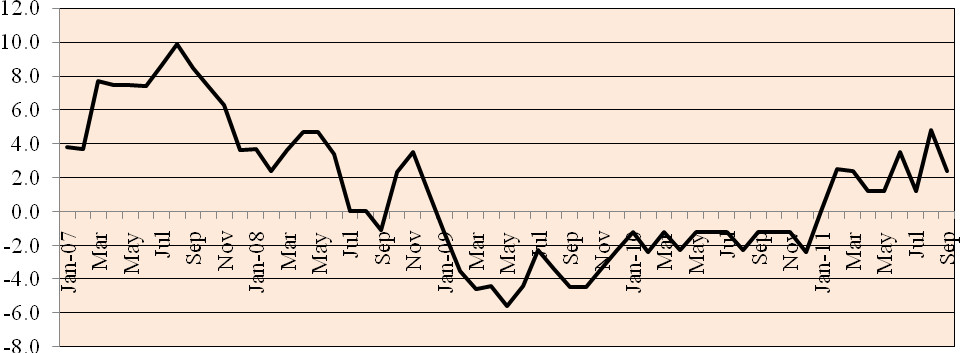 12.0
10.0
8.0
6.0
4.0
2.0
0.0
-2.0
-4.0
-6.0
-8.0
Jan-07
Mar
May
Jul
Sep
Nov
Jan-08
Mar
May
Jul
Sep
Nov
Jan-09
Mar
May
Jul
Sep
Nov
Jan-10
Mar
May
Jul
Sep
Nov
Jan-11
Mar
May
Jul
Sep